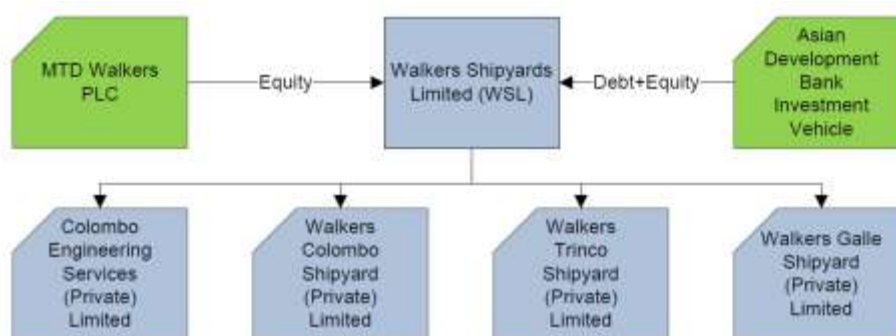 MTD Walkers
PLC
Equity
Walkers Shipyards
Limited (WSL)
Debt+Equity
Asian
Development
Bank
Investment
Vehicle
Colombo
Engineering
Services
(Private)
Limited
Walkers
Colombo
Shipyard
(Private)
Limited
Walkers
Trinco
Shipyard
(Private)
Limited
Walkers Galle
Shipyard
(Private)
Limited